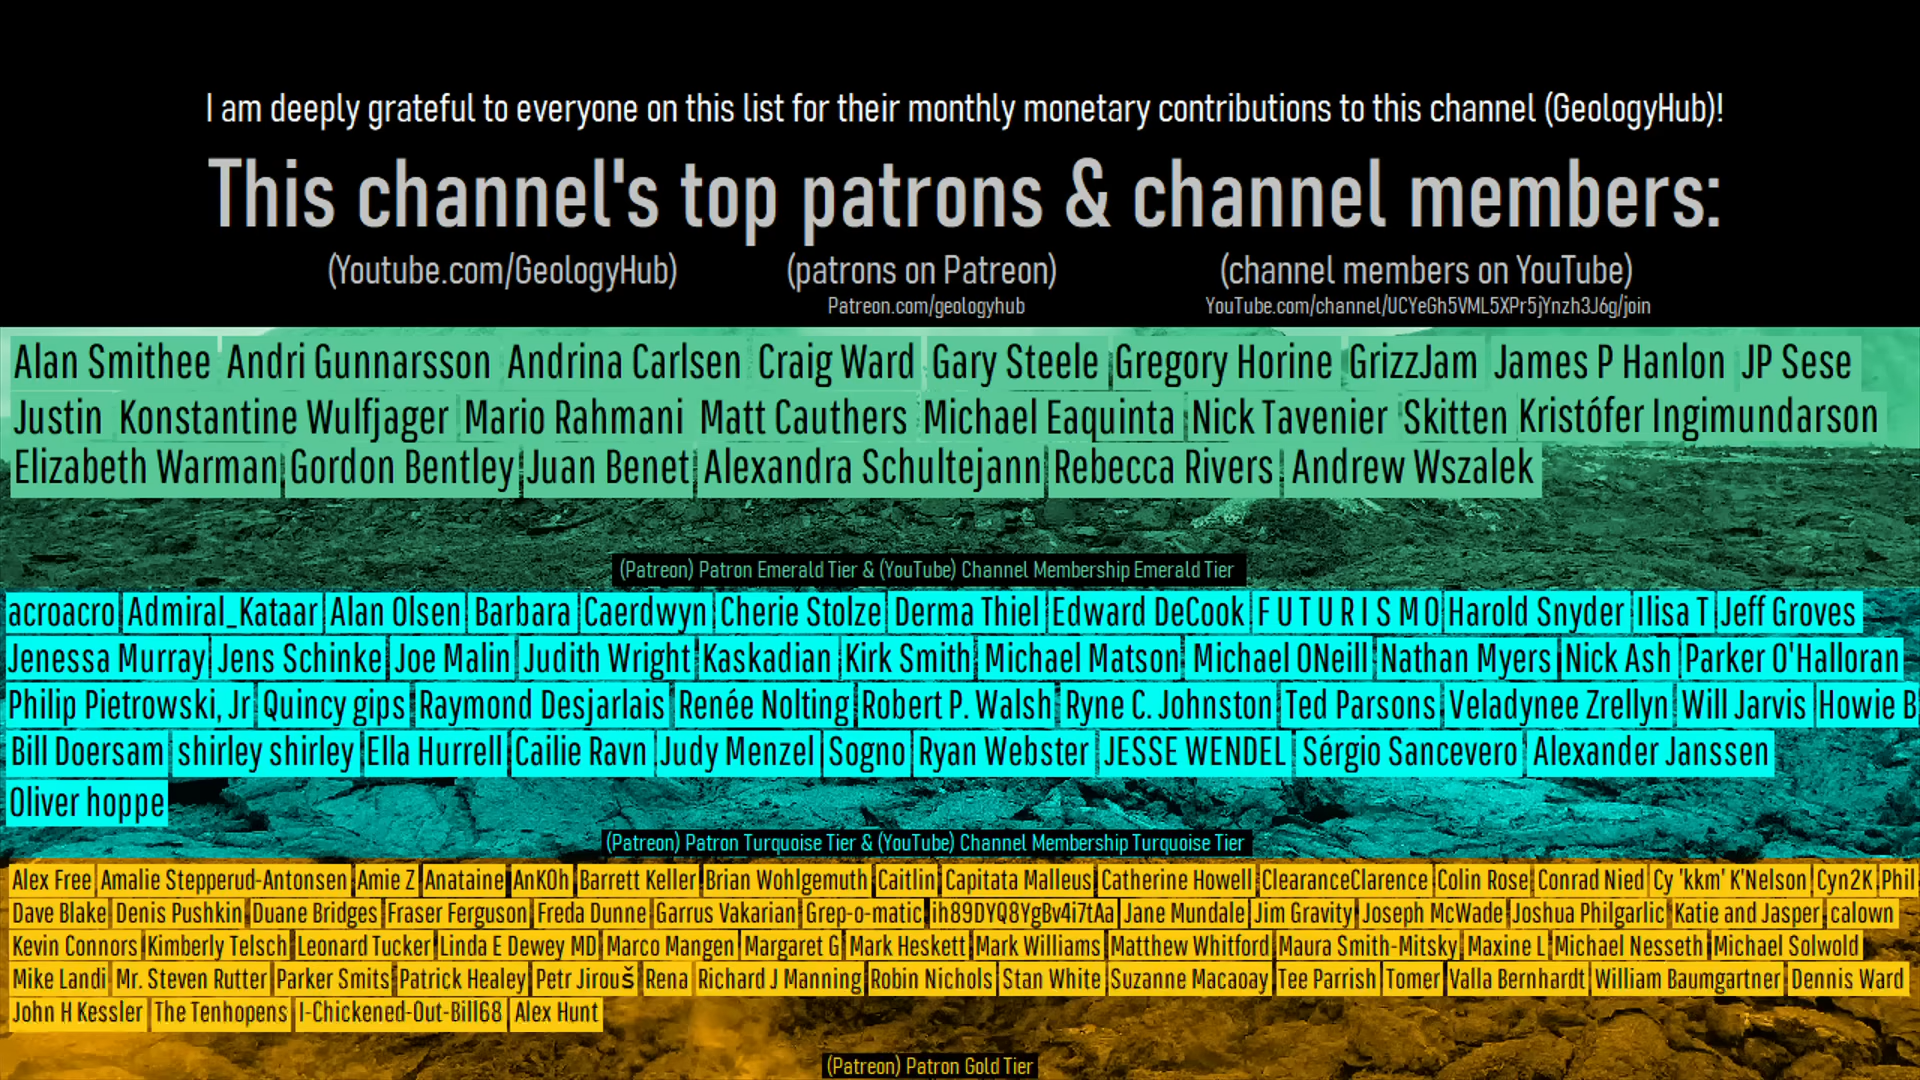 I am deeply grateful to everyone on this list for their monthly monetary contributions to this channel (GeologyHub)!
This channel's top patrons & channel members:
(Youtube.com/GeologyHub) (patrons on Patreon) (channel members on YouTube)
Patreon.com/geologyhub YouTube.com/channel/UCYeGh5VML5XPr5jYnzh3J6g/join
Alan Smithee Andri Gunnarsson Andrina Carlsen Craig Ward Gary Steele Gregory Horine GrizzJam James P Hanlon JP Sese
Justin Konstantine Wulfjager Mario Rahmani Matt Cauthers Michael Eaquinta Nick Tavenier Skitten Kristófer Ingimundarson
Elizabeth Warman Gordon Bentley Juan Benet Alexandra Schultejann Rebecca Rivers Andrew Wszalek
(Patreon) Patron Emerald Tier & (YouTube) Channel Membership Emerald Tier
acroacro Admiral_Kataar Alan Olsen Barbara Caerdwyn Cherie Stolze Derma Thiel Edward DeCook F U T U R I S M O Harold Snyder Ilisa T Jeff Groves
Jenessa Murray Jens Schinke Joe Malin Judith Wright Kaskadian Kirk Smith Michael Matson Michael ONeill Nathan Myers Nick Ash Parker O'Halloran
Philip Pietrowski, Jr Quincy gips Raymond Desjarlais Renée Nolting Robert P. Walsh Ryne C. Johnston Ted Parsons Veladynee Zrellyn Will Jarvis Howie B
Bill Doersam shirley shirley Ella Hurrell Cailie Ravn Judy Menzel Sogno Ryan Webster JESSE WENDEL Sérgio Sancevero Alexander Janssen
Oliver hoppe
(Patreon) Patron Turquoise Tier & (YouTube) Channel Membership Turquoise Tier
Alex Free Amalie Stepperud-Antonsen Amie Z Anataine AnKOh Barrett Keller Brian Wohlgemuth Caitlin Capitata Malleus Catherine Howell ClearanceClarence Colin Rose Conrad Nied Cy 'kkm' K'Nelson Cyn2K Phil
Dave Blake Denis Pushkin Duane Bridges Fraser Ferguson Freda Dunne Garrus Vakarian Grep-o-matic ih89DYQ8YgBv4i7tAa Jane Mundale Jim Gravity Joseph McWade Joshua Philgarlic Katie and Jasper calown
Kevin Connors Kimberly Telsch Leonard Tucker Linda E Dewey MD Marco Mangen Margaret G Mark Heskett Mark Williams Matthew Whitford Maura Smith-Mitsky Maxine L Michael Nesseth Michael Solwold
Mike Landi Mr. Steven Rutter Parker Smits Patrick Healey Petr Jirouš Rena Richard J Manning Robin Nichols Stan White Suzanne Macaoay Tee Parrish Tomer Valla Bernhardt William Baumgartner Dennis Ward
John H Kessler The Tenhopens I-Chickened-Out-Bill68 Alex Hunt
(Patreon) Patron Gold Tier